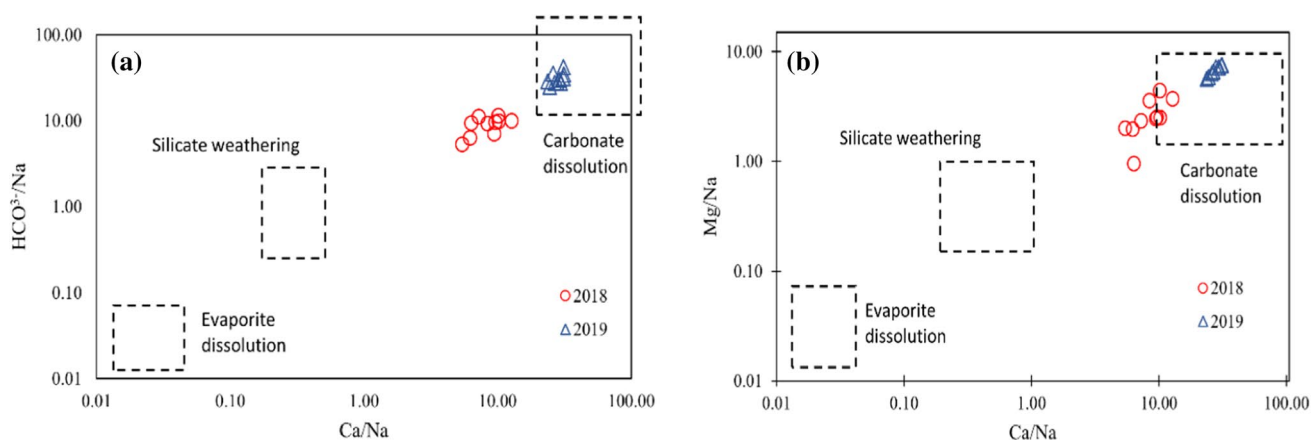 (a)
100.00
10.00
1.00
0.10
0.01
HCO³⁻/Na
Silicate weathering
Carbonate
dissolution
Evaporite
dissolution
2018
2019
0.01 0.10 1.00 10.00 100.00
Ca/Na
(b)
10.00
1.00
0.10
0.01
Mg/Na
Silicate weathering
Carbonate
dissolution
Evaporite
dissolution
2018
2019
0.01 0.10 1.00 10.00 100.00
Ca/Na